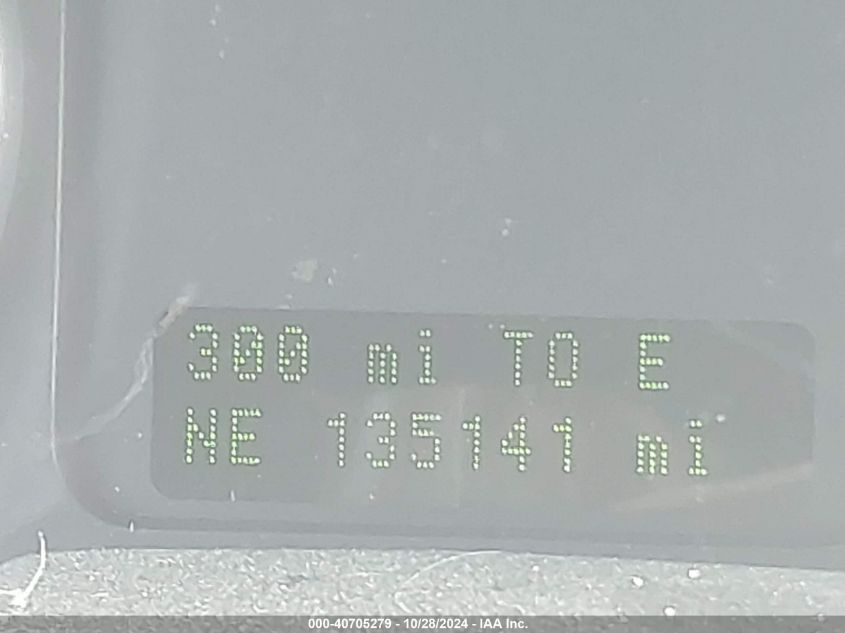 300 mi TO E
NE 135141 mi
000-40705279 - 10/28/2024 - IAA Inc.